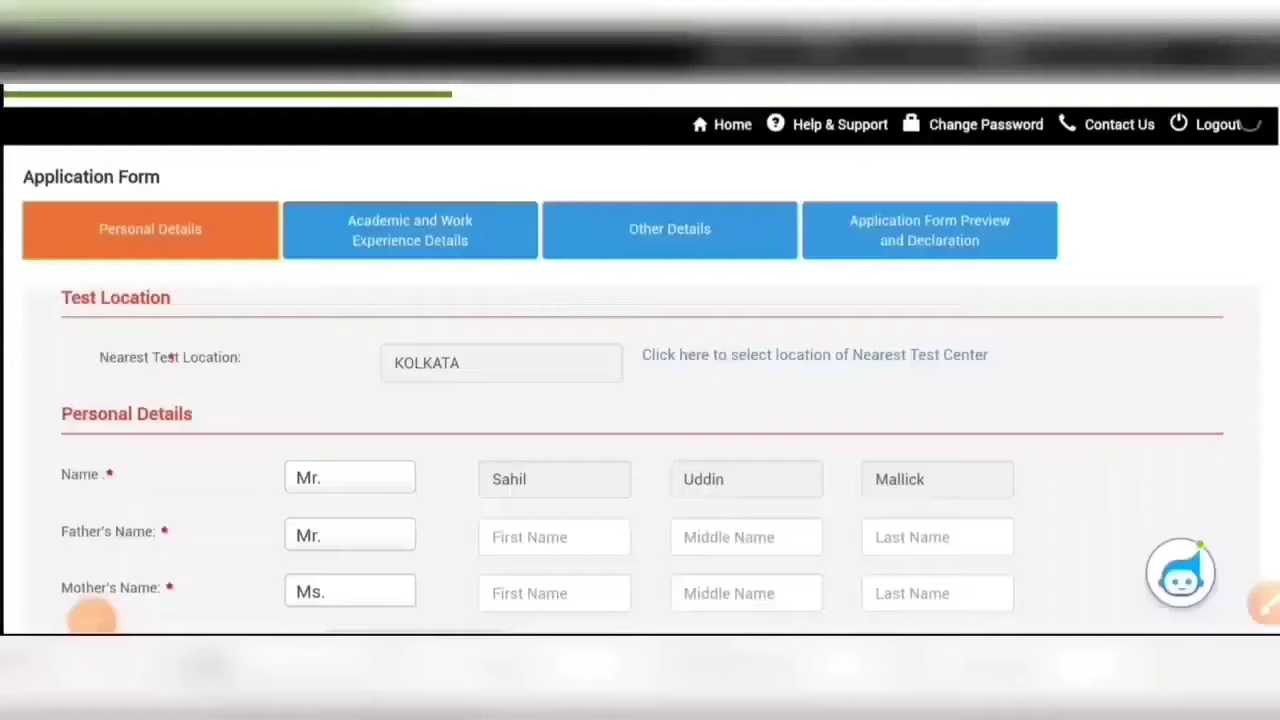 Home Help & Support Change Password Contact Us Logout
Application Form
Personal Details
Academic and Work
Experience Details
Other Details
Application Form Preview
and Declaration
Test Location
Nearest Test Location: KOLKATA Click here to select location of Nearest Test Center
Personal Details
Name .* Mr. Sahil Uddin Mallick
Father's Name: * Mr. First Name Middle Name Last Name
Mother's Name: * Ms. First Name Middle Name Last Name